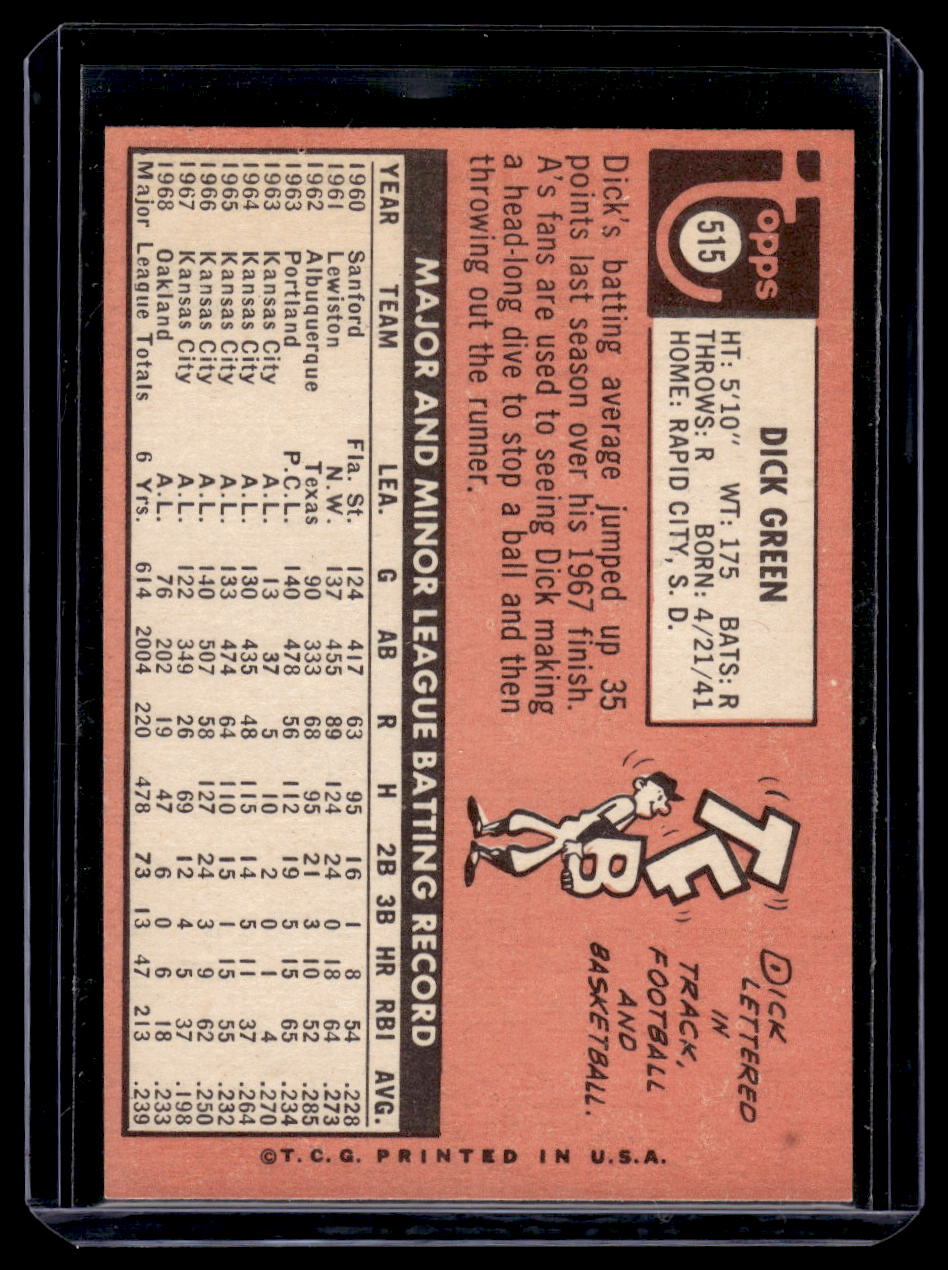 Topps
515
DICK GREEN
HT: 5'10" WT: 175 BATS: R
THROWS: R BORN: 4/21/41
HOME: RAPID CITY, S. D.
Dick's batting average jumped up 35
points last season over his 1967 finish.
A's fans are used to seeing Dick making
a head-long dive to stop a ball and then
throwing out the runner.
T
F
B
DICK
LETTERED
IN
TRACK,
FOOTBALL
AND
BASKETBALL.
MAJOR AND MINOR LEAGUE BATTING RECORD
YEAR TEAM LEA. G AB R H 2B 3B HR RBI AVG.
1960 Sanford Fla. St. 124 417 63 95 16 1 8 54 .228
1961 Lewiston N.W. 137 455 89 124 24 0 18 64 .273
1962 Albuquerque Texas 90 333 68 95 21 3 10 52 .285
1963 Portland P.C.L. 140 478 56 112 19 5 15 65 .234
1963 Kansas City A.L. 13 37 5 10 2 0 1 4 .270
1964 Kansas City A.L. 130 435 48 115 14 5 11 37 .264
1965 Kansas City A.L. 133 474 64 110 15 1 15 55 .232
1966 Kansas City A.L. 140 507 58 127 24 3 9 62 .250
1967 Kansas City A.L. 122 349 26 69 12 4 5 37 .198
1968 Oakland A.L. 76 202 19 47 6 0 6 18 .233
Major League Totals 6 Yrs. 614 2004 220 478 73 13 47 213 .239
©T.C.G. PRINTED IN U.S.A.